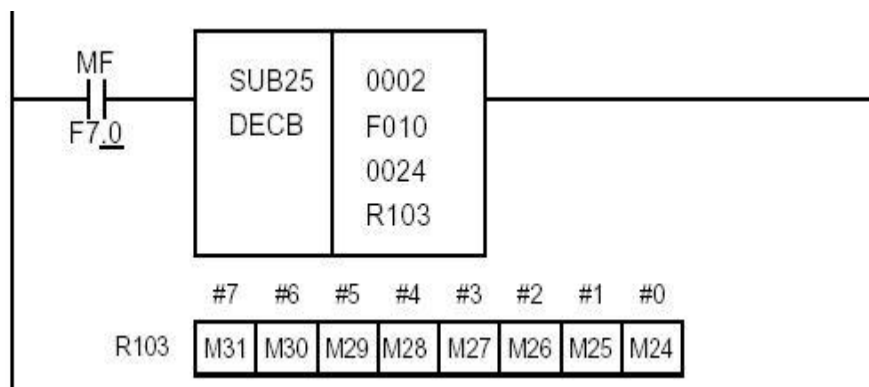 MF
F7.0
SUB25 0002
DECB F010
0024
R103
#7 #6 #5 #4 #3 #2 #1 #0
R103 M31 M30 M29 M28 M27 M26 M25 M24